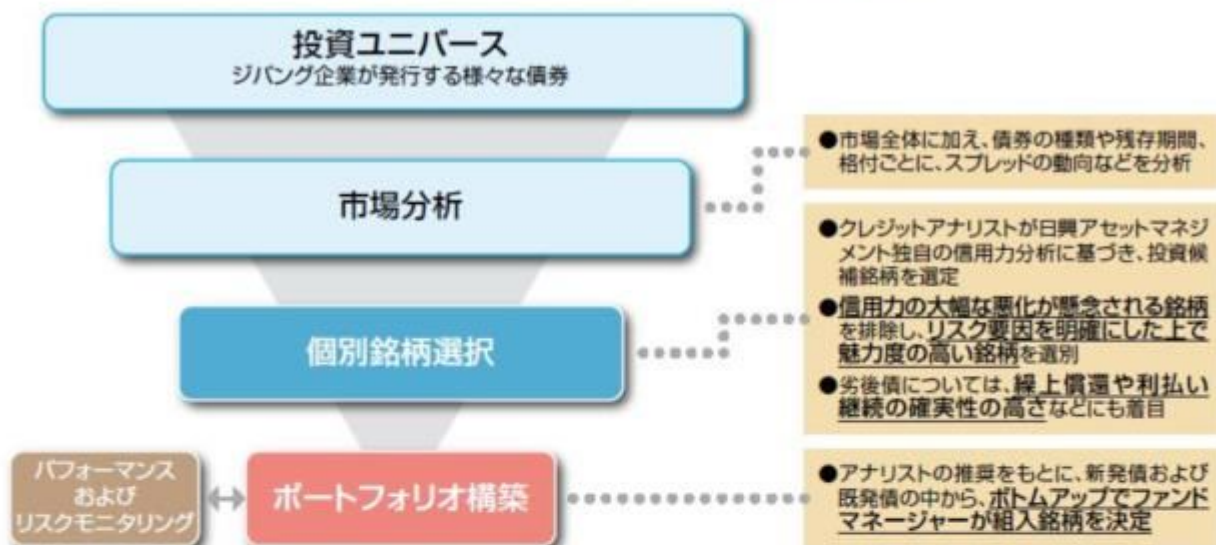 投資ユニバース
ジパング企業が発行する様々な債券
市場分析
●市場全体に加え、債券の種類や残存期間、
格付ごとに、スプレッドの動向などを分析
個別銘柄選択
●クレジットアナリストが日興アセットマネジ
メント独自の信用力分析に基づき、投資候
補銘柄を選定
●信用力の大幅な悪化が懸念される銘柄
を排除し、リスク要因を明確にした上で
魅力度の高い銘柄を選別
●劣後債については、繰上償還や利払い
継続の確実性の高さなどにも着目
パフォーマンス
および
リスクモニタリング
ポートフォリオ構築
●アナリストの推奨をもとに、新発債および
既発債の中から、ボトムアップでファンド
マネージャーが組入銘柄を決定